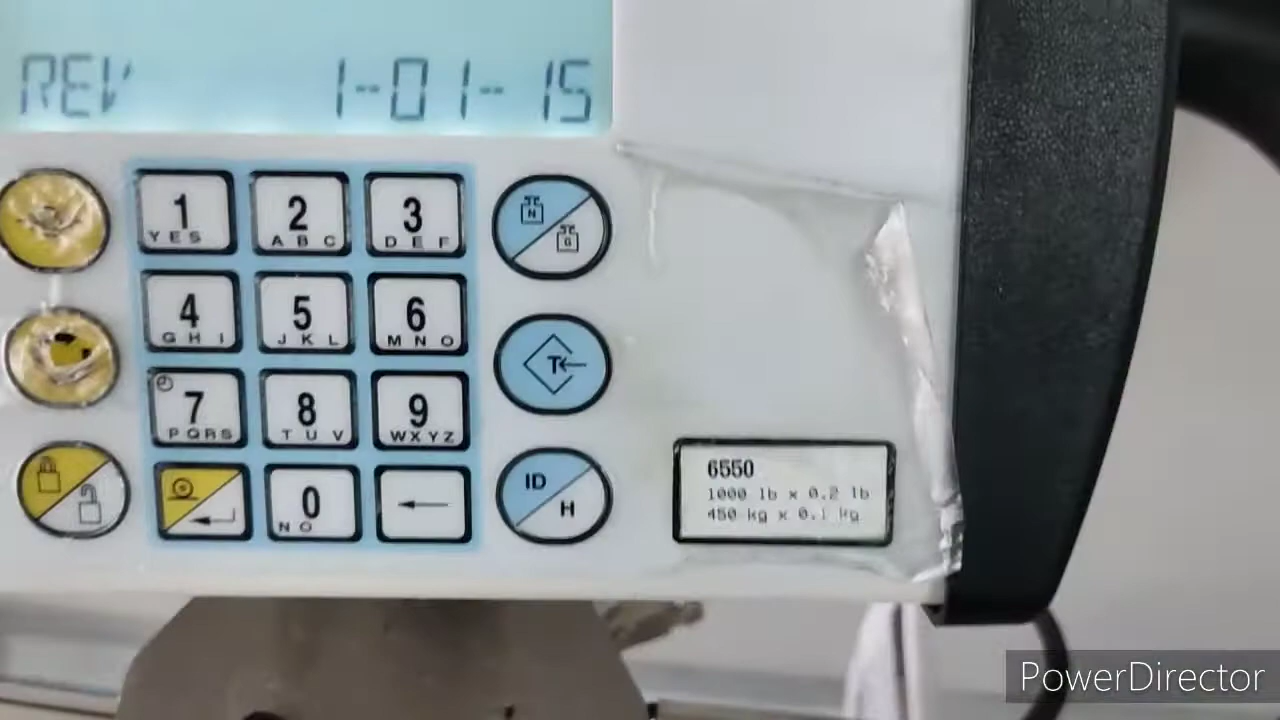 REV 1-01-15
1 2 3
YES ABC DEF
N
G
4 5 6
GHI JKL MNO
T
7 8 9
PQRS TUV WXYZ
ID
H
0
NO
6550
1000 lb x 0.2 lb
450 kg x 0.1 kg
PowerDirector